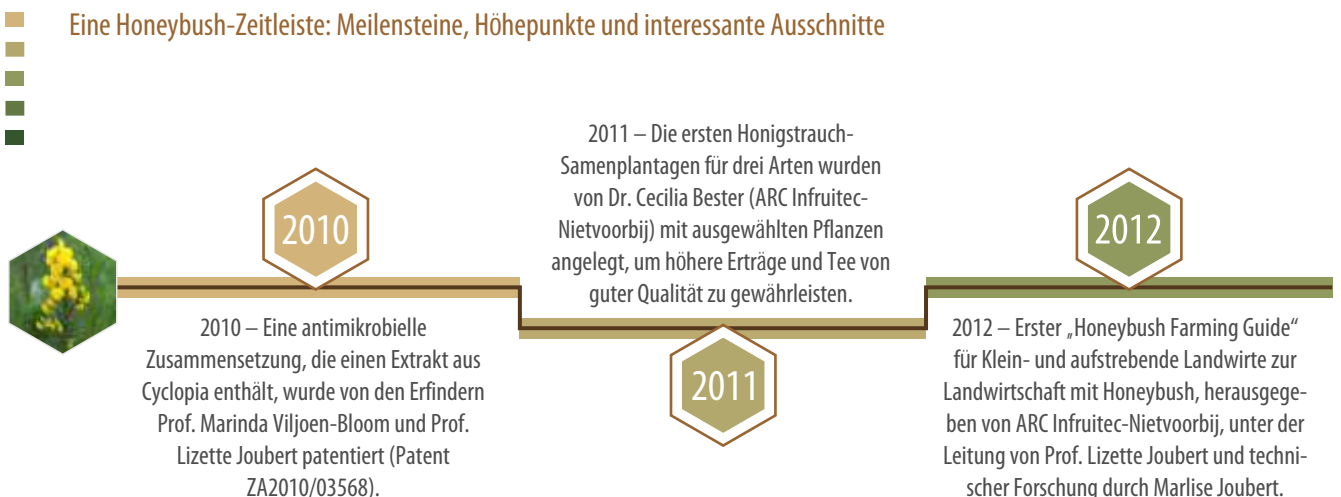 Eine Honeybush-Zeitleiste: Meilensteine, Höhepunkte und interessante Ausschnitte
2010
2010 – Eine antimikrobielle
Zusammensetzung, die einen Extrakt aus
Cyclopia enthält, wurde von den Erfindern
Prof. Marinda Viljoen-Bloom und Prof.
Lizette Joubert patentiert (Patent
ZA2010/03568).
2011 – Die ersten Honigstrauch-
Samenplantagen für drei Arten wurden
von Dr. Cecilia Bester (ARC Infruitec-
Nietvoorbij) mit ausgewählten Pflanzen
angelegt, um höhere Erträge und Tee von
guter Qualität zu gewährleisten.
2011
2012
2012 – Erster „Honeybush Farming Guide“
für Klein- und aufstrebende Landwirte zur
Landwirtschaft mit Honeybush, herausgege-
ben von ARC Infruitec-Nietvoorbij, unter der
Leitung von Prof. Lizette Joubert und techni-
scher Forschung durch Marlise Joubert.